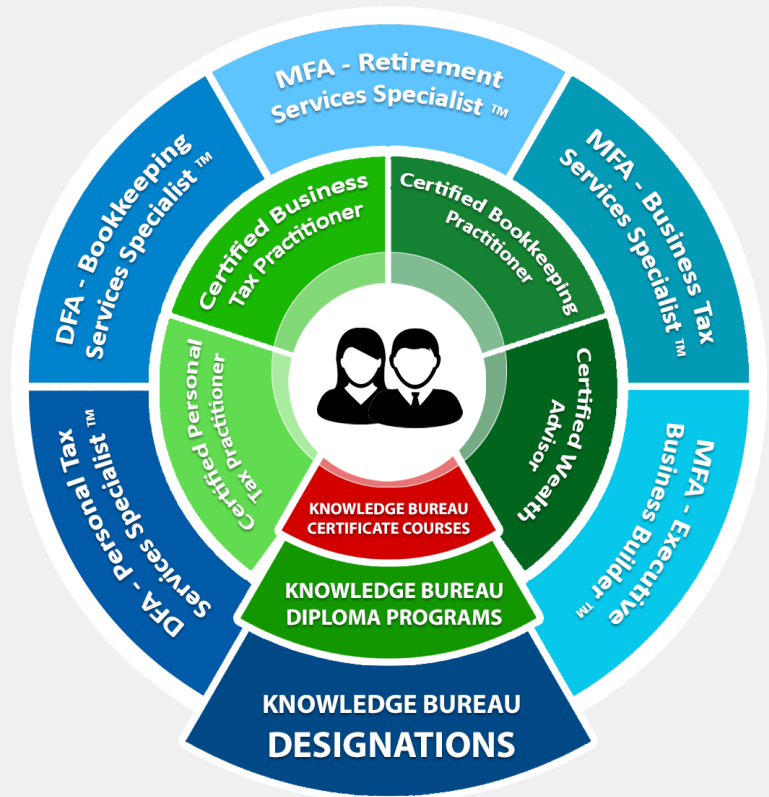 MFA - Retirement
Services Specialist ™
MFA - Business Tax
Services Specialist ™
MFA - Executive
Business Builder ™
DFA - Personal Tax
Services Specialist ™
DFA - Bookkeeping
Services Specialist ™
Certified Business
Tax Practitioner
Certified Bookkeeping
Practitioner
Certified Wealth
Advisor
Certified Personal
Tax Practitioner
KNOWLEDGE BUREAU
CERTIFICATE COURSES
KNOWLEDGE BUREAU
DIPLOMA PROGRAMS
KNOWLEDGE BUREAU
DESIGNATIONS